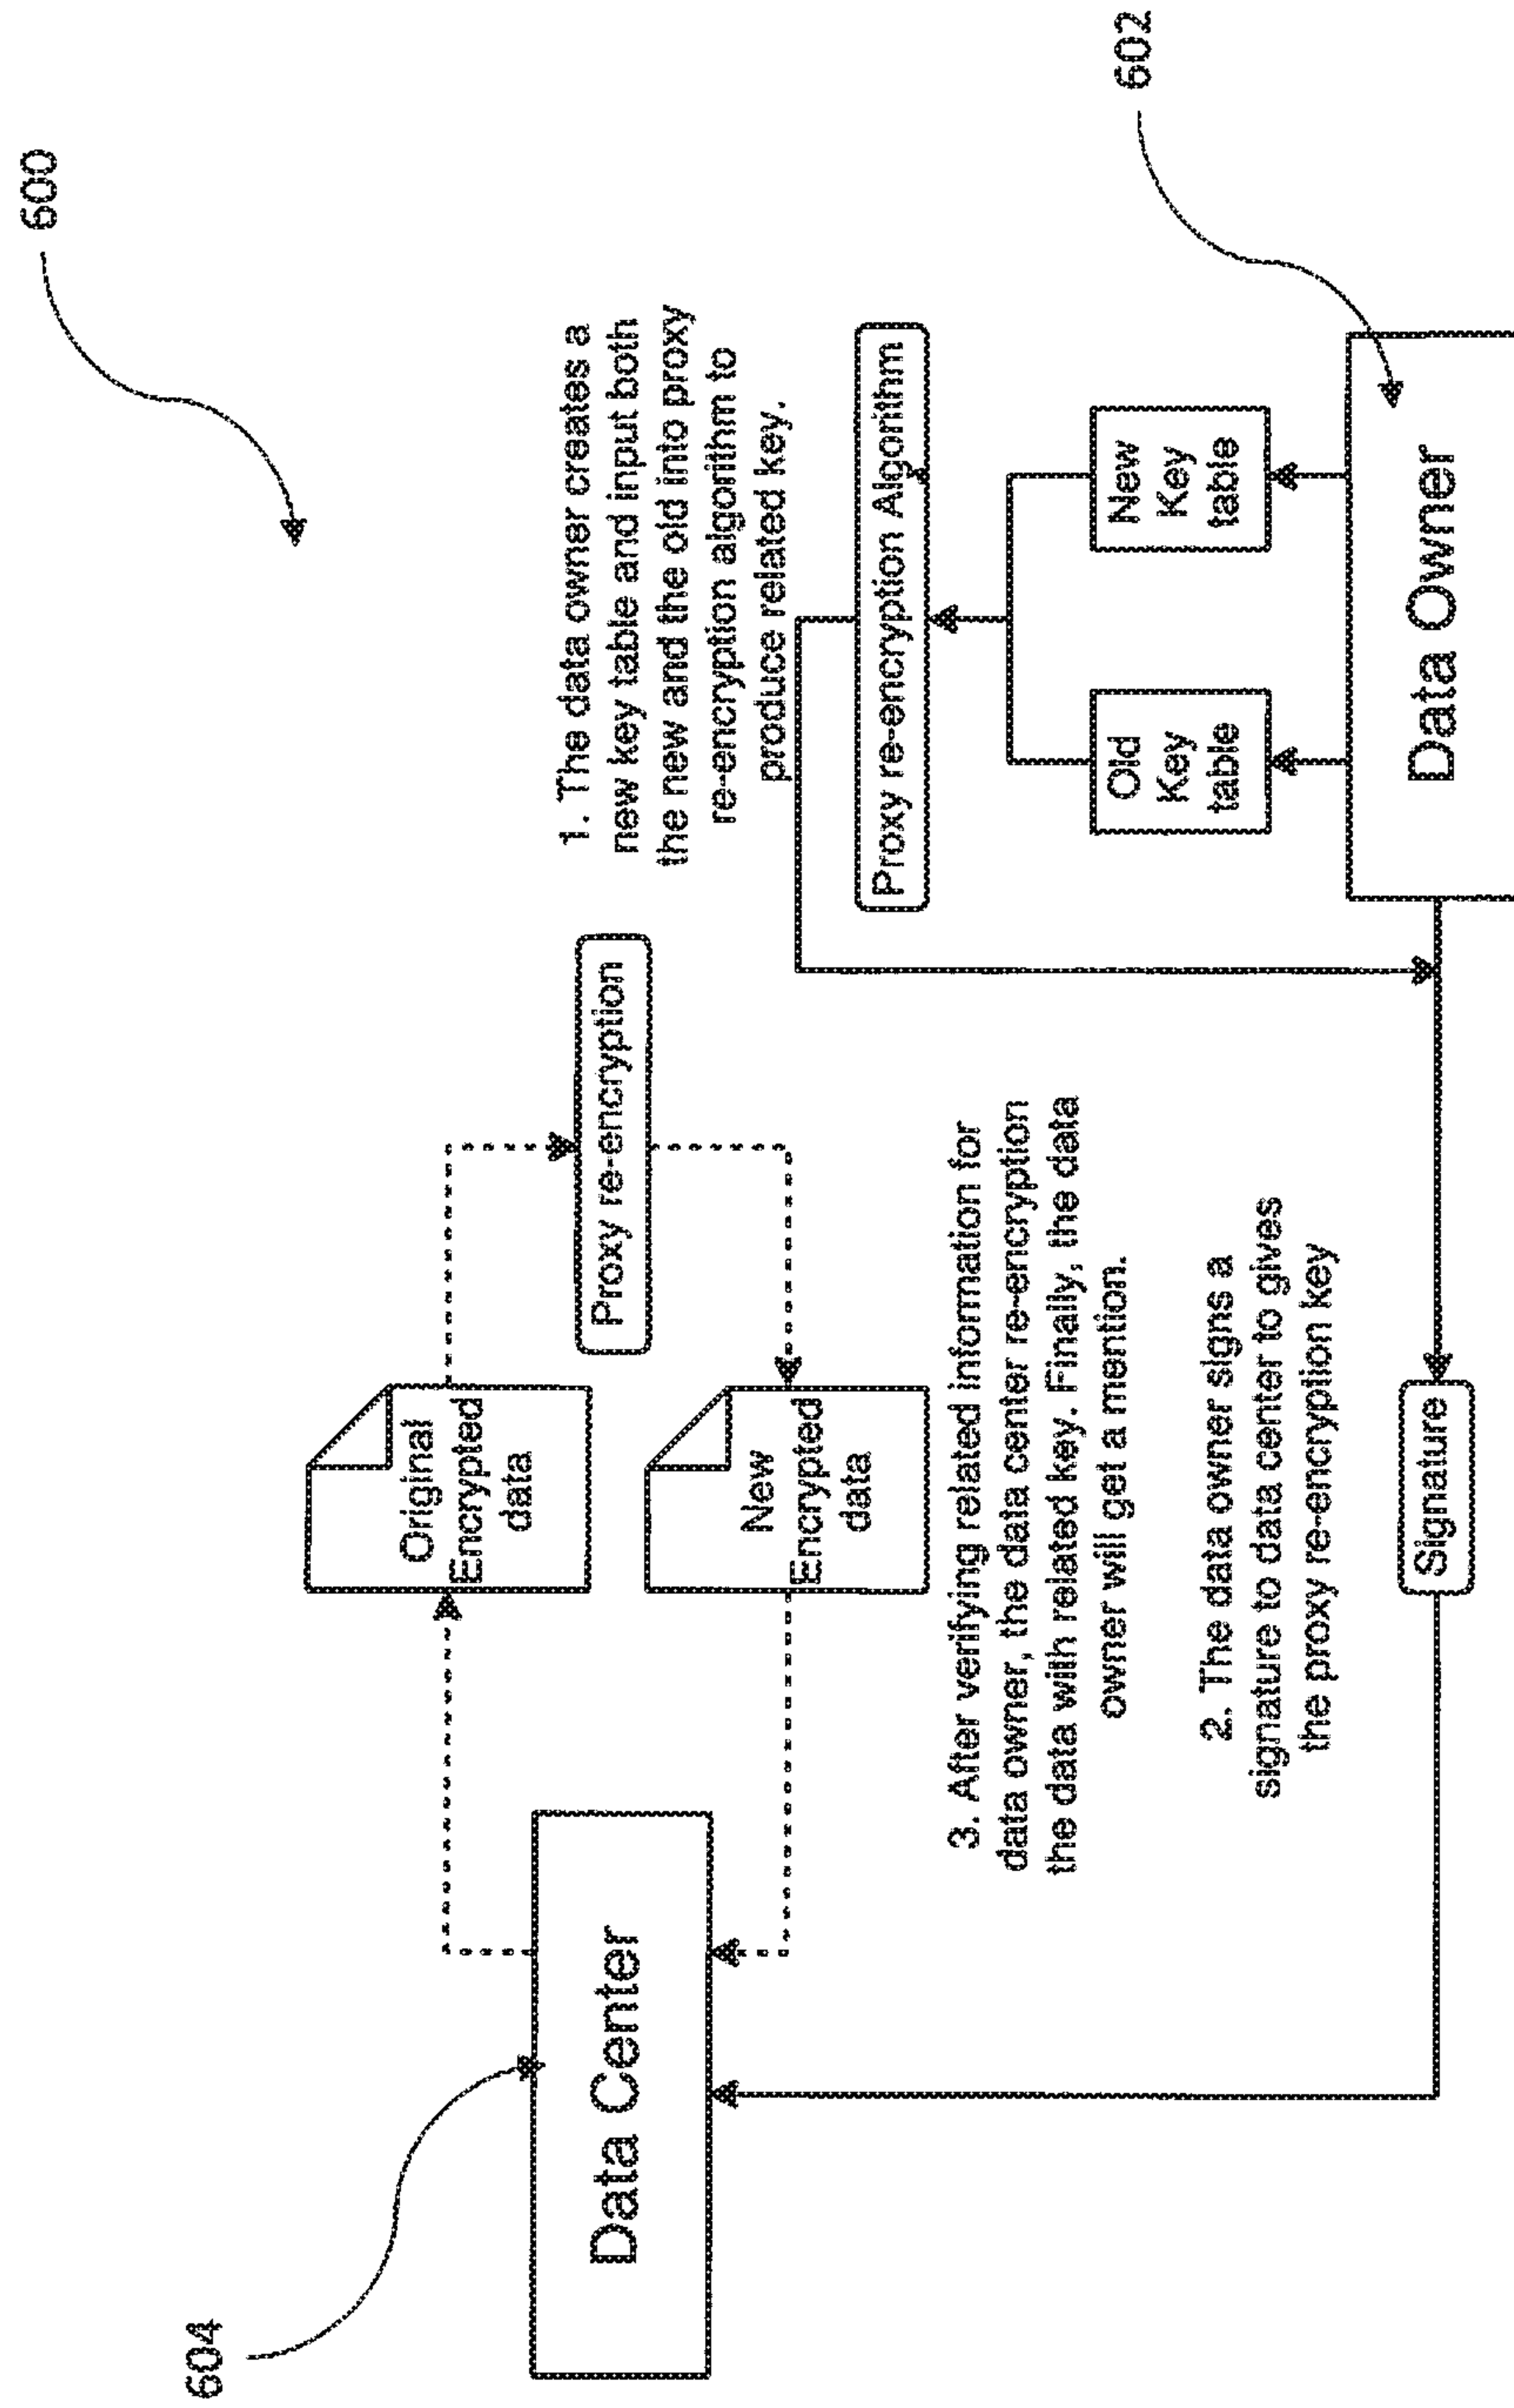 600
604
Original
Encrypted
data
Proxy re-encryption
1. The data owner creates a
new key table and input both
the new and the old into proxy
re-encryption algorithm to
produce related key.
Data Center
New
Encrypted
data
Proxy re-encryption Algorithm
3. After verifying related information for
data owner, the data center re-encryption
the data with related key. Finally, the data
owner will get a mention.
602
Old
Key
table
New
Key
table
2. The data owner signs a
signature to data center to gives
the proxy re-encryption key
Signature
Data Owner